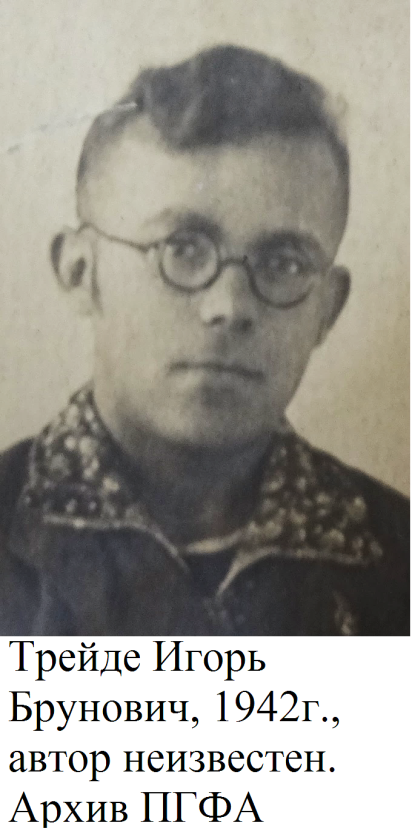 Трейде Игорь
Брунович, 1942г.,
автор неизвестен.
Архив ПГФА